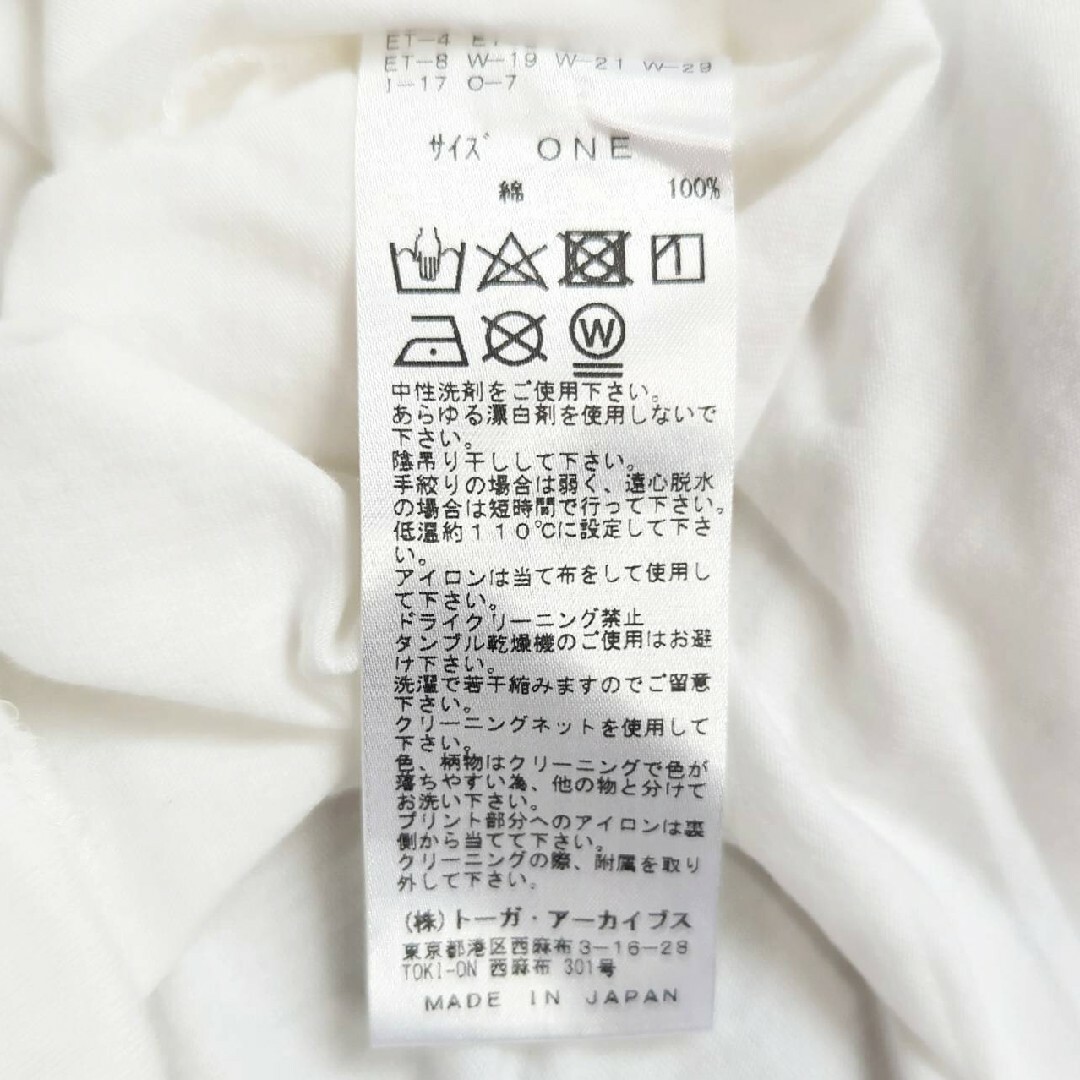 ET-4
ET-8 W-19 W-21 W-29
I-17 O-7
サイズ ONE
綿 100%
W
中性洗剤をご使用下さい。
あらゆる漂白剤を使用しないで
下さい。
陰吊り干しして下さい。
手絞りの場合は弱く、遠心脱水
の場合は短時間で行って下さい。
低温約110℃に設定して下さ
い。
アイロンは当て布をして使用し
て下さい。
ドライクリーニング禁止
タンブル乾燥機のご使用はお避
け下さい。
洗濯で若干縮みますのでご留意
下さい。
クリーニングネットを使用して
下さい。
色、柄物はクリーニングで色が
落ちやすい為、他の物と分けて
お洗い下さい。
プリント部分へのアイロンは裏
側から当てて下さい。
クリーニングの際、附属を取り
外して下さい。
(株)トーガ・アーカイブス
東京都港区西麻布3-16-28
TOKI-ON 西麻布 301号
MADE IN JAPAN